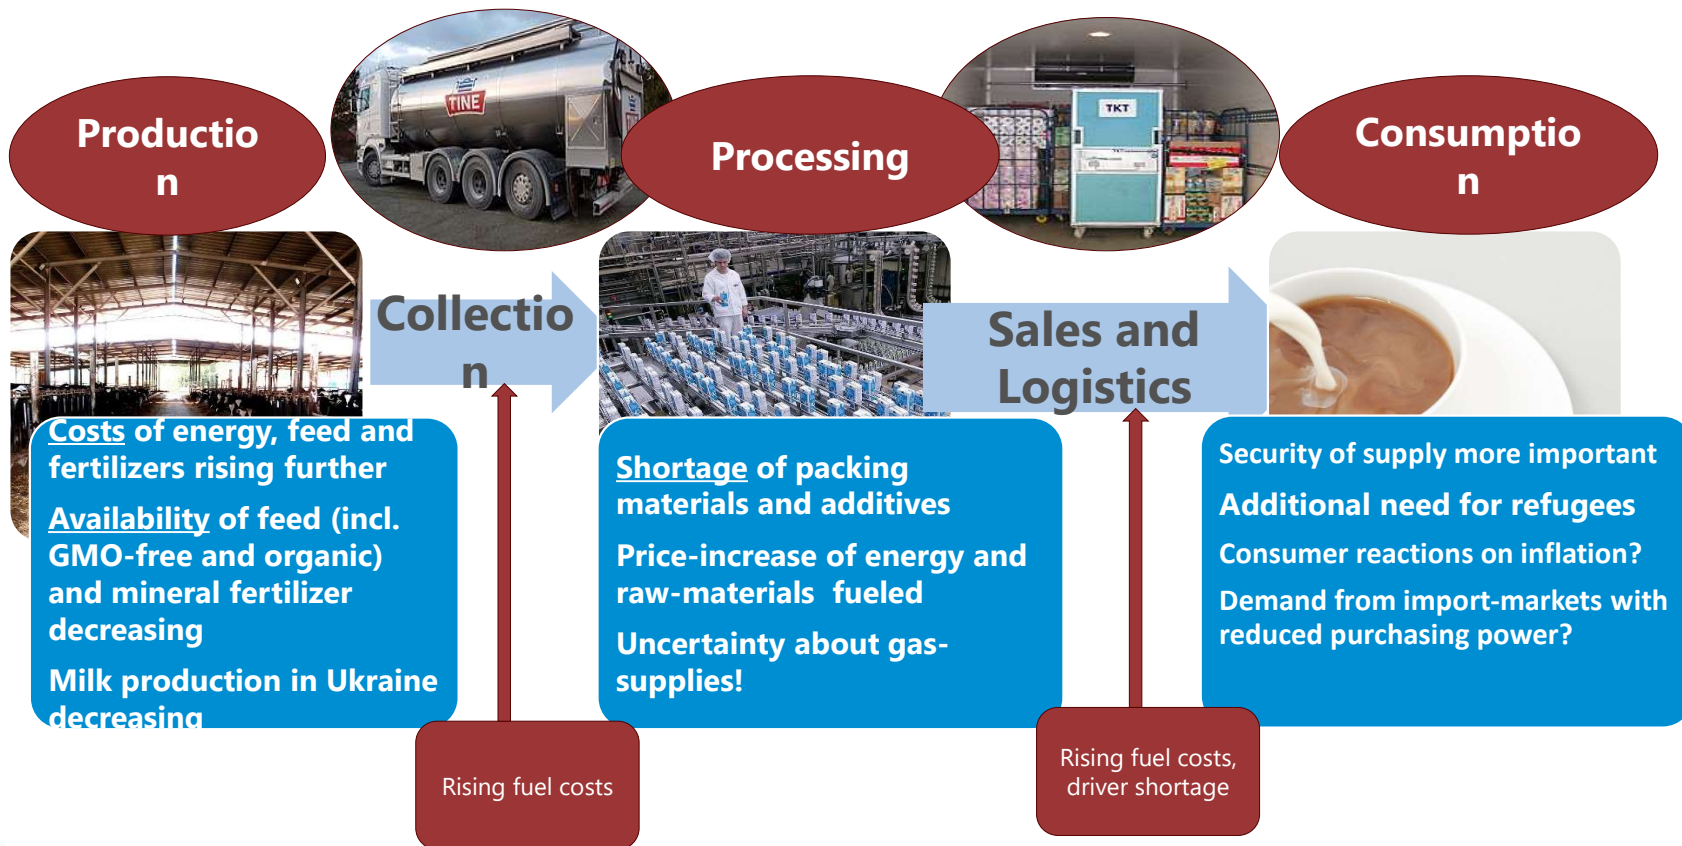 Productio
n
TINE
Processing
TKT
Consumptio
n
Collectio
n
Sales and
Logistics
Costs of energy, feed and
fertilizers rising further
Availability of feed (incl.
GMO-free and organic)
and mineral fertilizer
decreasing
Milk production in Ukraine
decreasing
Shortage of packing
materials and additives
Price-increase of energy and
raw-materials  fueled
Uncertainty about gas-
supplies!
Security of supply more important
Additional need for refugees
Consumer reactions on inflation?
Demand from import-markets with
reduced purchasing power?
Rising fuel costs
Rising fuel costs,
driver shortage